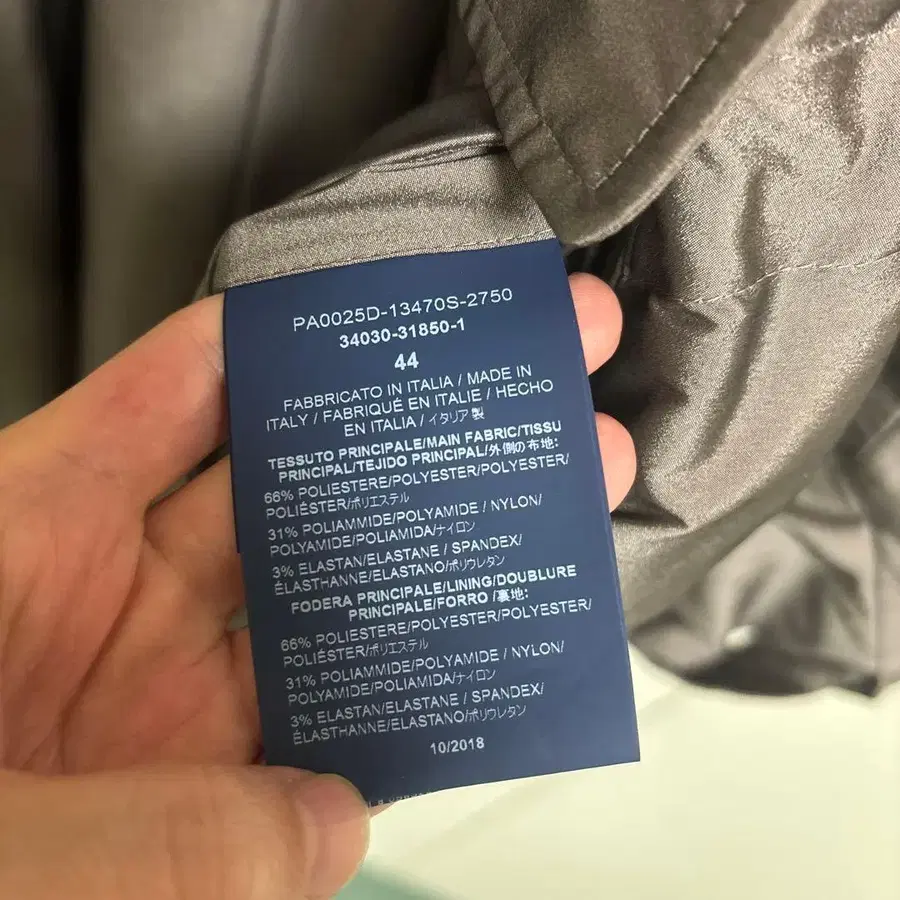 PA0025D-13470S-2750
34030-31850-1
44
FABBRICATO IN ITALIA / MADE IN
ITALY / FABRIQUÉ EN ITALIE / HECHO
EN ITALIA / イタリア製
TESSUTO PRINCIPALE/MAIN FABRIC/TISSU
PRINCIPAL/TEJIDO PRINCIPAL/外側の布地:
66% POLIESTERE/POLYESTER/POLYESTER/
POLIÉSTER/ポリエステル
31% POLIAMMIDE/POLYAMIDE / NYLON/
POLYAMIDE/POLIAMIDA/ナイロン
3% ELASTAN/ELASTANE / SPANDEX/
ÉLASTHANNE/ELASTANO/ポリウレタン
FODERA PRINCIPALE/LINING/DOUBLURE
PRINCIPALE/FORRO /裏地:
66% POLIESTERE/POLYESTER/POLYESTER/
POLIÉSTER/ポリエステル
31% POLIAMMIDE/POLYAMIDE / NYLON/
POLYAMIDE/POLIAMIDA/ナイロン
3% ELASTAN/ELASTANE / SPANDEX/
ÉLASTHANNE/ELASTANO/ポリウレタン
10/2018